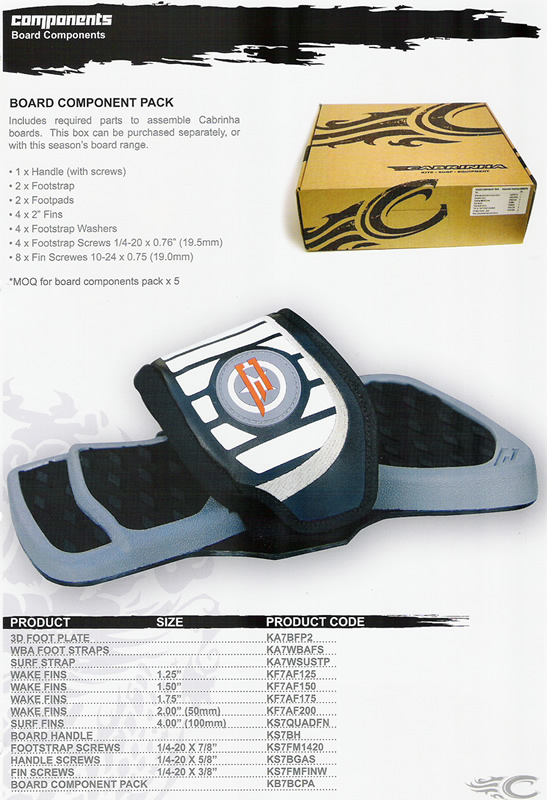 components
Board Components
BOARD COMPONENT PACK
Includes required parts to assemble Cabrinha
boards. This box can be purchased separately, or
with this season's board range.
• 1 x Handle (with screws)
• 2 x Footstrap
• 2 x Footpads
• 4 x 2" Fins
• 4 x Footstrap Washers
• 4 x Footstrap Screws 1/4-20 x 0.76" (19.5mm)
• 8 x Fin Screwes 10-24 x 0.75 (19.0mm)
*MOQ for board components pack x 5
CABRINHA
KITE • SURF • EQUIPMENT
PRODUCT SIZE PRODUCT CODE
3D FOOT PLATE KA7BFP2
WBA FOOT STRAPS KA7WBAFS
SURF STRAP KA7WSUSTP
WAKE FINS 1.25" KF7AF125
WAKE FINS 1.50" KF7AF150
WAKE FINS 1.75" KF7AF175
WAKE FINS 2.00" (50mm) KF7AF200
SURF FINS 4.00" (100mm) KS7QUADFN
BOARD HANDLE KS7BH
FOOTSTRAP SCREWS 1/4-20 X 7/8" KS7FM1420
HANDLE SCREWS 1/4-20 X 5/8" KS7BGAS
FIN SCREWS 1/4-20 X 3/8" KS7FMFINW
BOARD COMPONENT PACK KB7BCPA